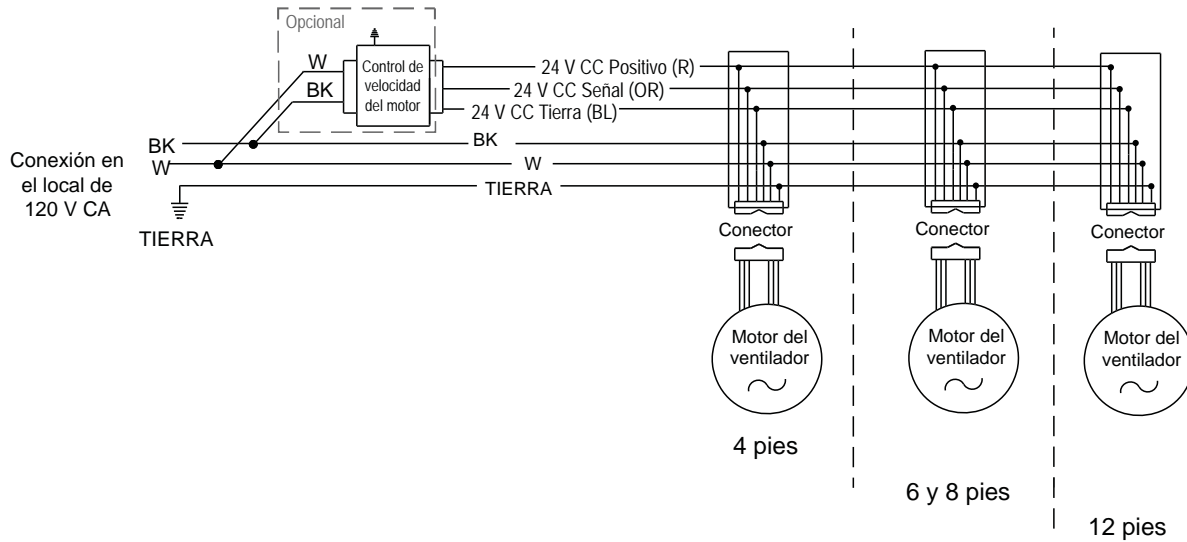 Opcional
W
BK
Control de
velocidad
del motor
24 V CC Positivo (R)
24 V CC Señal (OR)
24 V CC Tierra (BL)
BK
W
BK
W
TIERRA
Conexión en
el local de
120 V CA
TIERRA
Conector
Conector
Conector
Motor del
ventilador
Motor del
ventilador
Motor del
ventilador
4 pies
6 y 8 pies
12 pies